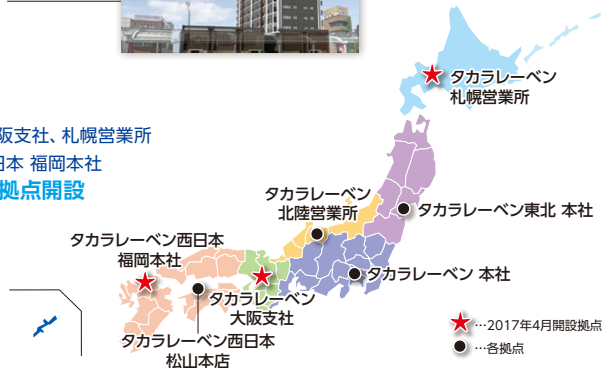 タカラレーベン
札幌営業所
阪支社、札幌営業所
日本 福岡本社
拠点開設
タカラレーベン
北陸営業所
タカラレーベン東北 本社
タカラレーベン西日本
福岡本社
タカラレーベン 本社
タカラレーベン
大阪支社
タカラレーベン西日本
松山本店
…2017年4月開設拠点
…各拠点